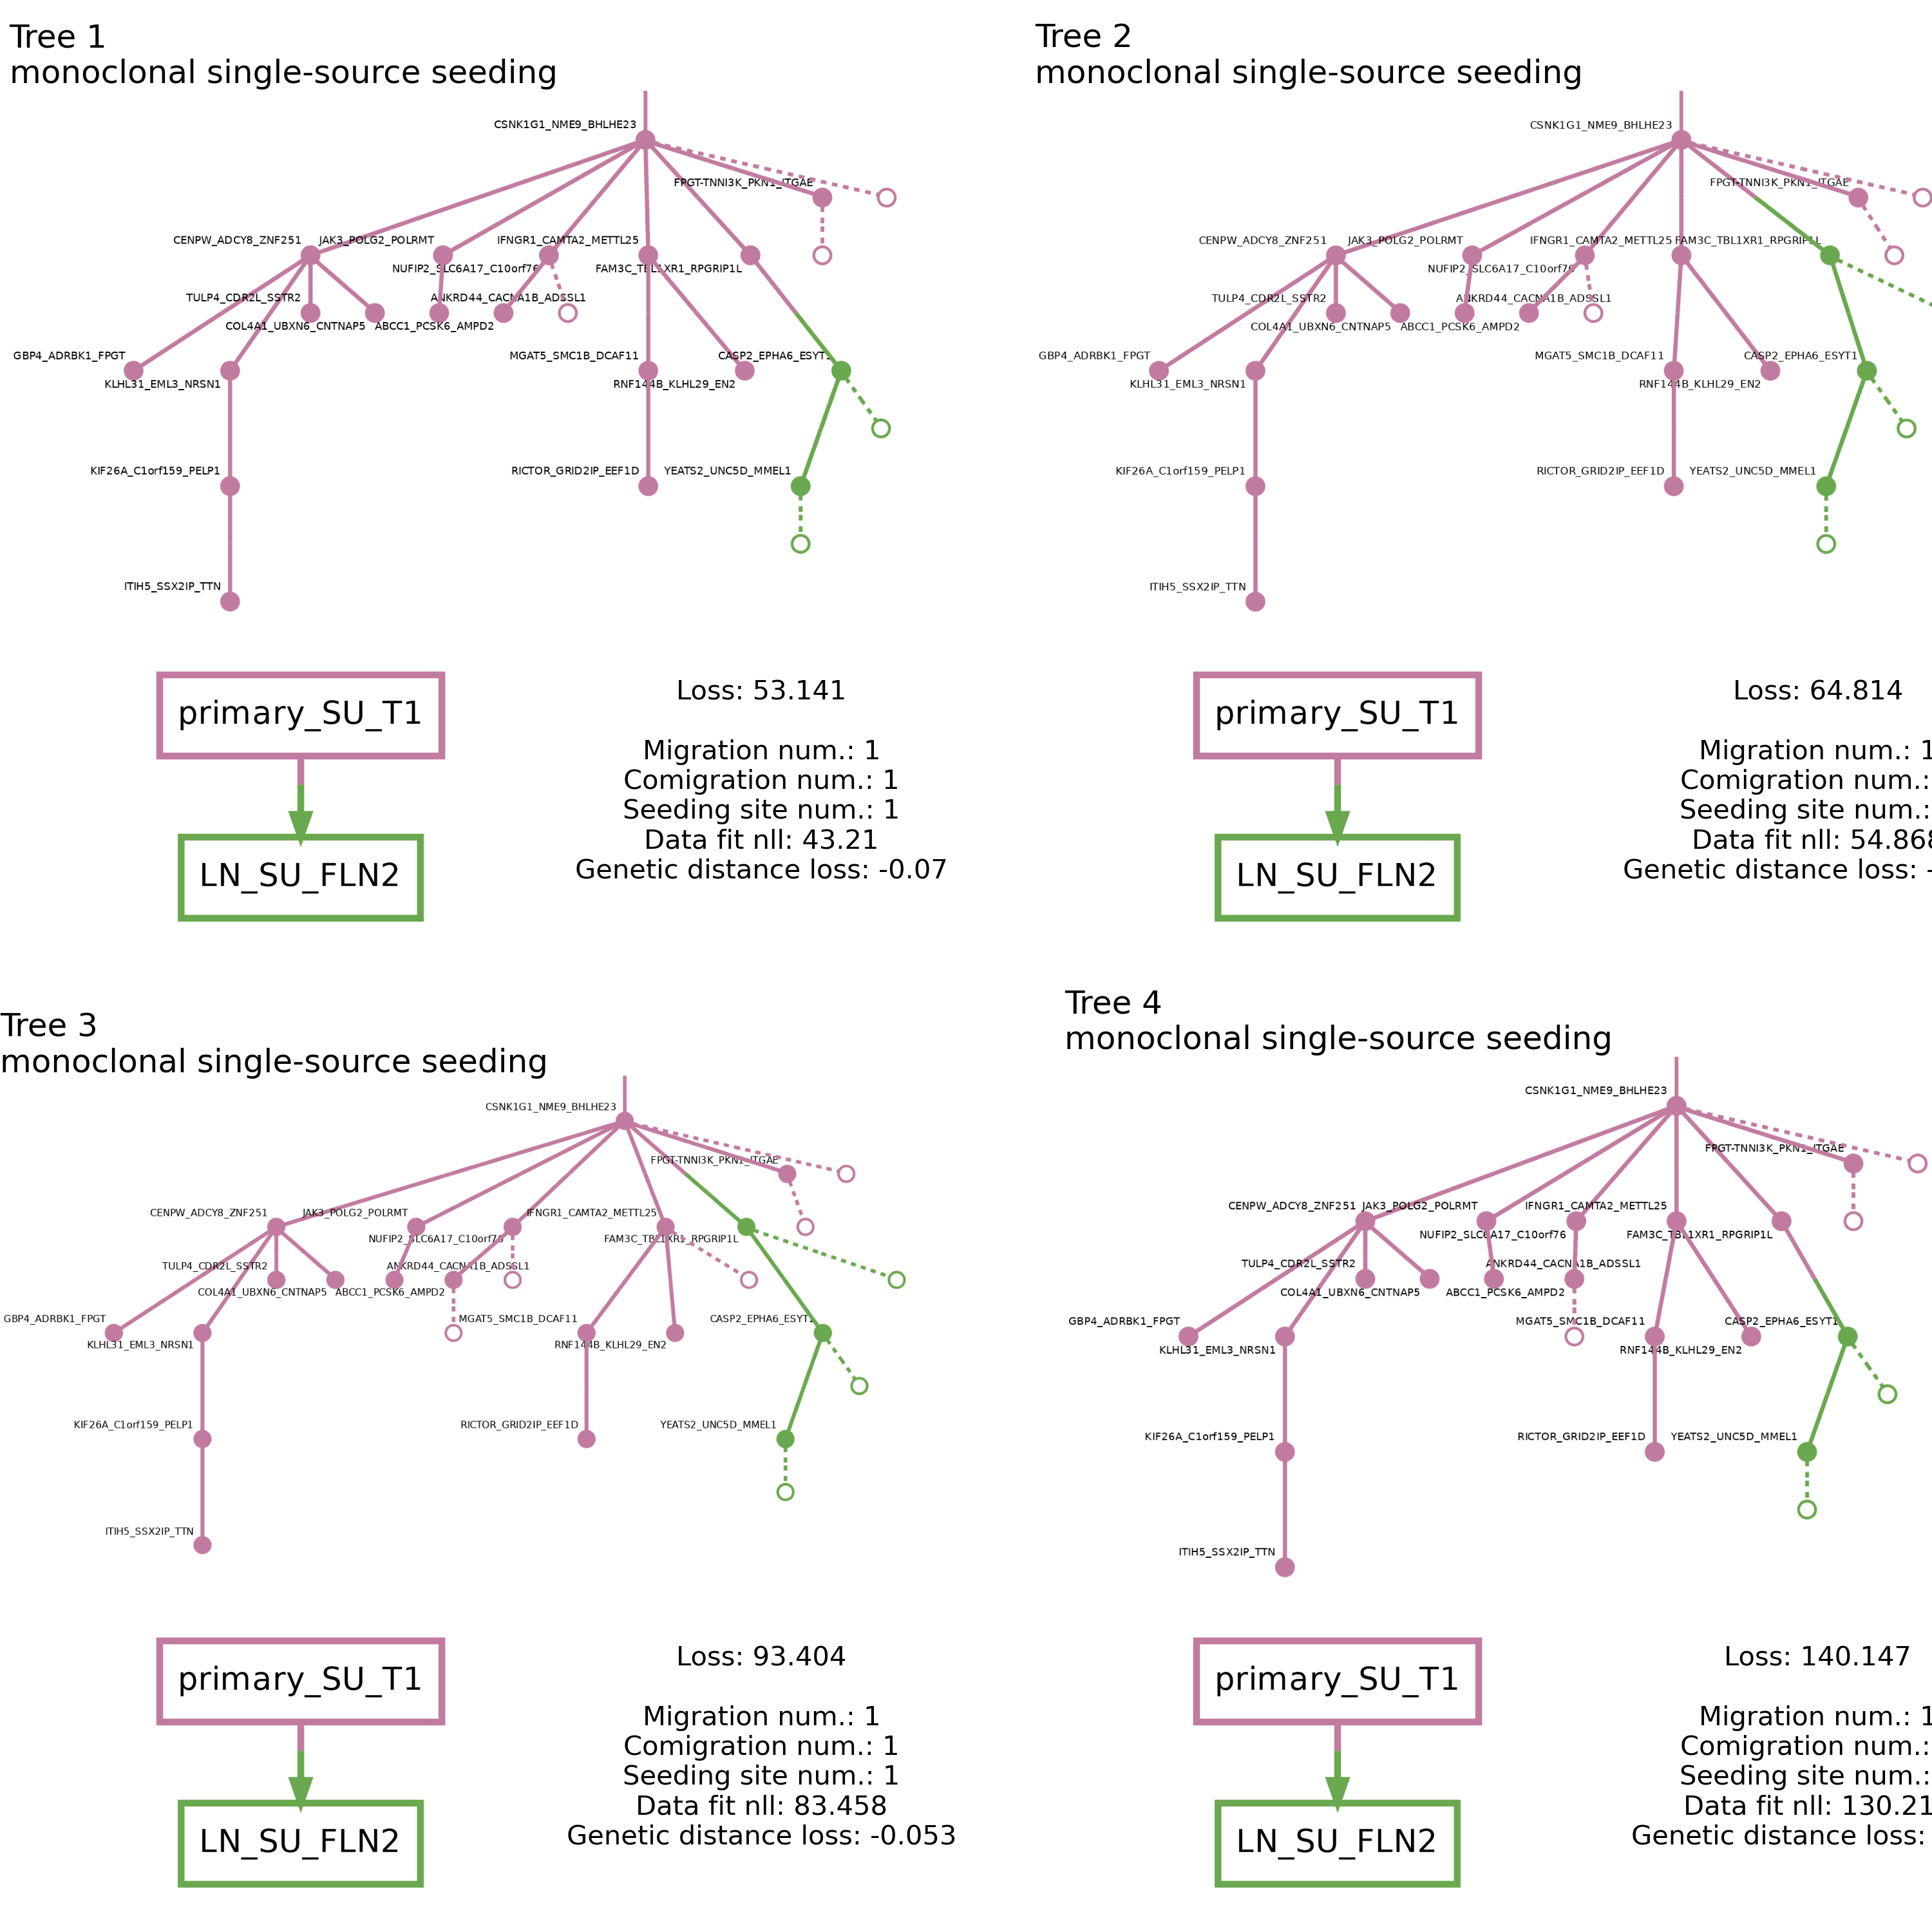 Tree 1
monoclonal single-source seeding
CSNK1G1_NME9_BHLHE23
FPGT-TNNI3K_PKN1_ITGAE
CENPW_ADCY8_ZNF251
JAK3_POLG2_POLRMT
IFNGR1_CAMTA2_METTL25
NUFIP2_SLC6A17_C10orf76
FAM3C_TBL1XR1_RPGRIP1L
TULP4_CDR2L_SSTR2
ANKRD44_CACNA1B_ADSSL1
COL4A1_UBXN6_CNTNAP5
ABCC1_PCSK6_AMPD2
GBP4_ADRBK1_FPGT
MGAT5_SMC1B_DCAF11
CASP2_EPHA6_ESYT1
KLHL31_EML3_NRSN1
RNF144B_KLHL29_EN2
KIF26A_C1orf159_PELP1
RICTOR_GRID2IP_EEF1D
YEATS2_UNC5D_MMEL1
ITIH5_SSX2IP_TTN
primary_SU_T1
LN_SU_FLN2
Loss: 53.141
Migration num.: 1
Comigration num.: 1
Seeding site num.: 1
Data fit nll: 43.21
Genetic distance loss: -0.07
Tree 2
monoclonal single-source seeding
CSNK1G1_NME9_BHLHE23
FPGT-TNNI3K_PKN1_ITGAE
CENPW_ADCY8_ZNF251
JAK3_POLG2_POLRMT
IFNGR1_CAMTA2_METTL25
FAM3C_TBL1XR1_RPGRIP1L
NUFIP2_SLC6A17_C10orf76
TULP4_CDR2L_SSTR2
ANKRD44_CACNA1B_ADSSL1
COL4A1_UBXN6_CNTNAP5
ABCC1_PCSK6_AMPD2
GBP4_ADRBK1_FPGT
MGAT5_SMC1B_DCAF11
CASP2_EPHA6_ESYT1
KLHL31_EML3_NRSN1
RNF144B_KLHL29_EN2
KIF26A_C1orf159_PELP1
RICTOR_GRID2IP_EEF1D
YEATS2_UNC5D_MMEL1
ITIH5_SSX2IP_TTN
primary_SU_T1
LN_SU_FLN2
Loss: 64.814
Migration num.: 1
Comigration num.:
Seeding site num.:
Data fit nll: 54.868
Genetic distance loss: -
Tree 3
monoclonal single-source seeding
CSNK1G1_NME9_BHLHE23
FPGT-TNNI3K_PKN1_ITGAE
CENPW_ADCY8_ZNF251
JAK3_POLG2_POLRMT
IFNGR1_CAMTA2_METTL25
NUFIP2_SLC6A17_C10orf76
FAM3C_TBL1XR1_RPGRIP1L
TULP4_CDR2L_SSTR2
ANKRD44_CACNA1B_ADSSL1
COL4A1_UBXN6_CNTNAP5
ABCC1_PCSK6_AMPD2
GBP4_ADRBK1_FPGT
MGAT5_SMC1B_DCAF11
CASP2_EPHA6_ESYT1
KLHL31_EML3_NRSN1
RNF144B_KLHL29_EN2
KIF26A_C1orf159_PELP1
RICTOR_GRID2IP_EEF1D
YEATS2_UNC5D_MMEL1
ITIH5_SSX2IP_TTN
primary_SU_T1
LN_SU_FLN2
Loss: 93.404
Migration num.: 1
Comigration num.: 1
Seeding site num.: 1
Data fit nll: 83.458
Genetic distance loss: -0.053
Tree 4
monoclonal single-source seeding
CSNK1G1_NME9_BHLHE23
FPGT-TNNI3K_PKN1_ITGAE
CENPW_ADCY8_ZNF251
JAK3_POLG2_POLRMT
IFNGR1_CAMTA2_METTL25
NUFIP2_SLC6A17_C10orf76
FAM3C_TBL1XR1_RPGRIP1L
TULP4_CDR2L_SSTR2
ANKRD44_CACNA1B_ADSSL1
COL4A1_UBXN6_CNTNAP5
ABCC1_PCSK6_AMPD2
GBP4_ADRBK1_FPGT
MGAT5_SMC1B_DCAF11
CASP2_EPHA6_ESYT1
KLHL31_EML3_NRSN1
RNF144B_KLHL29_EN2
KIF26A_C1orf159_PELP1
RICTOR_GRID2IP_EEF1D
YEATS2_UNC5D_MMEL1
ITIH5_SSX2IP_TTN
primary_SU_T1
LN_SU_FLN2
Loss: 140.147
Migration num.: 1
Comigration num.:
Seeding site num.:
Data fit nll: 130.21
Genetic distance loss: